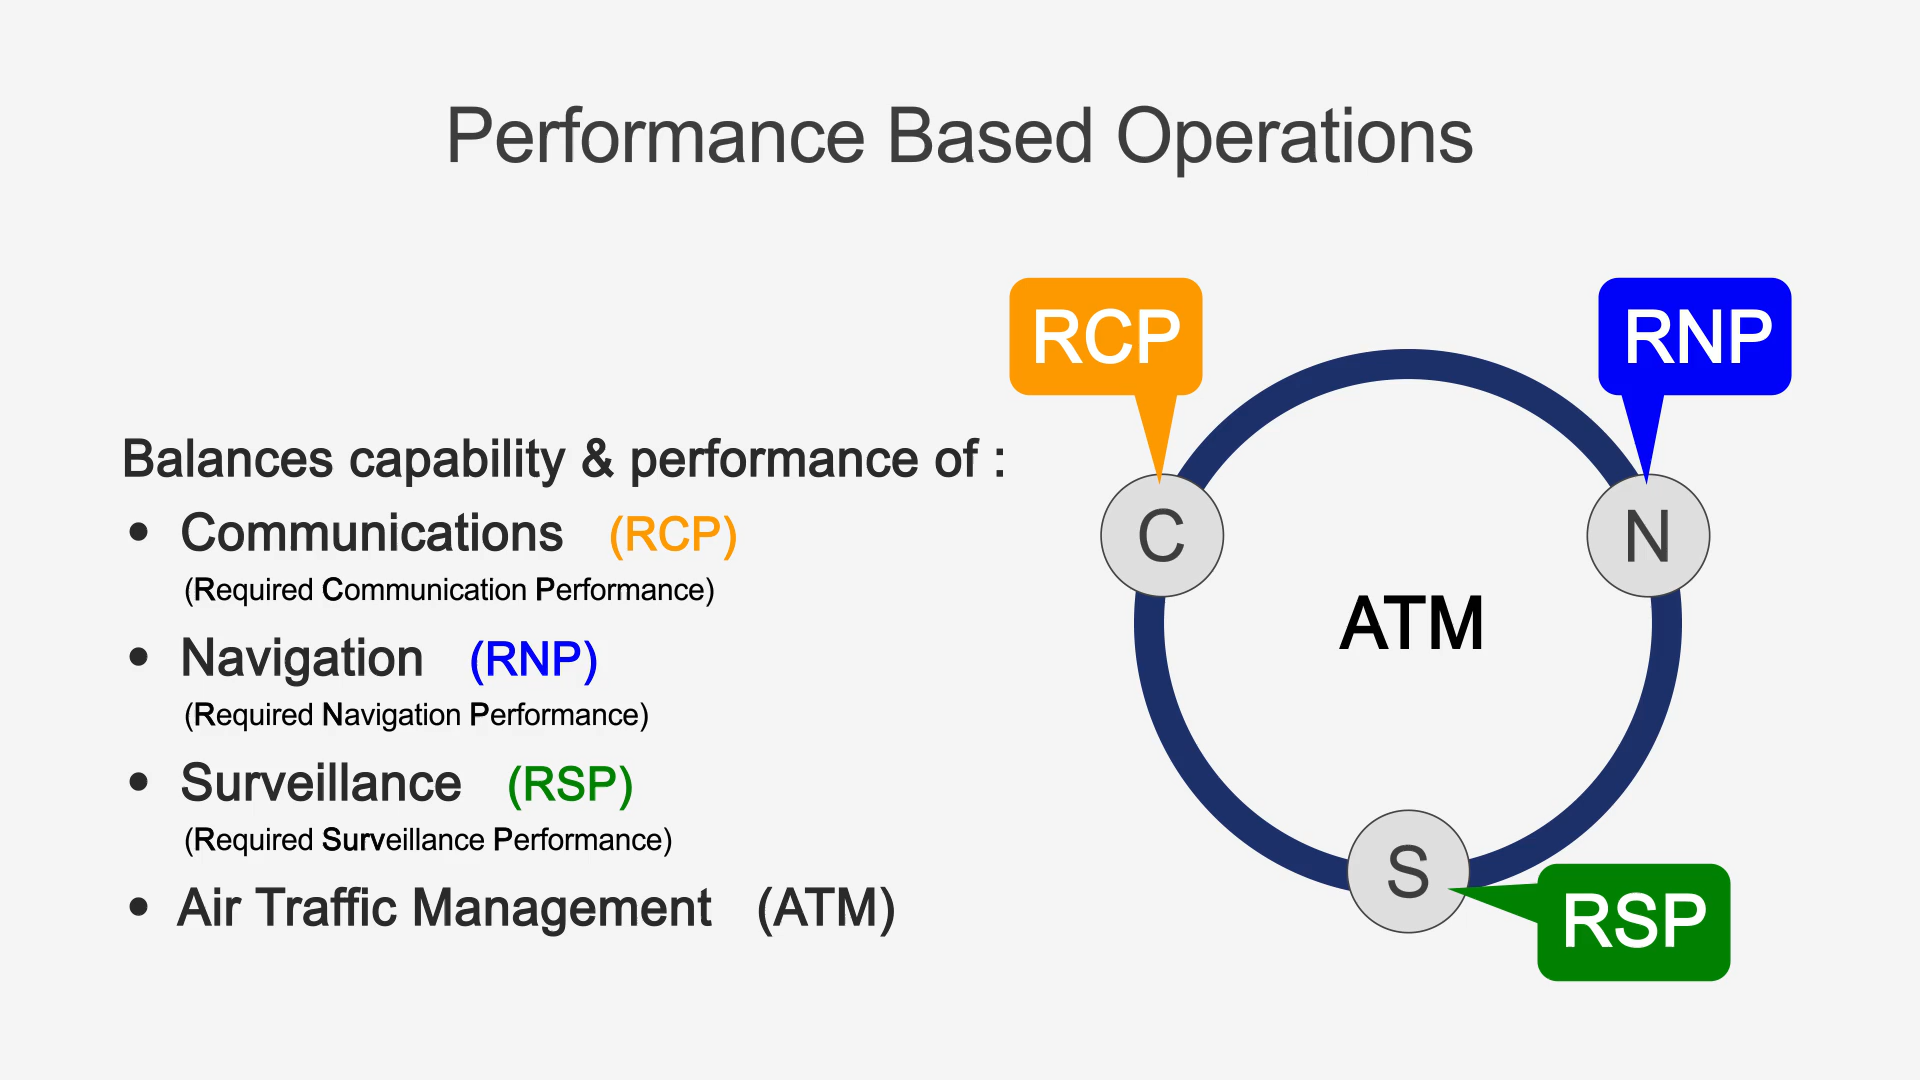 Performance Based Operations
Balances capability & performance of :
• Communications (RCP)
(Required Communication Performance)
• Navigation (RNP)
(Required Navigation Performance)
• Surveillance (RSP)
(Required Surveillance Performance)
• Air Traffic Management (ATM)
RCP
RNP
C
N
ATM
S
RSP